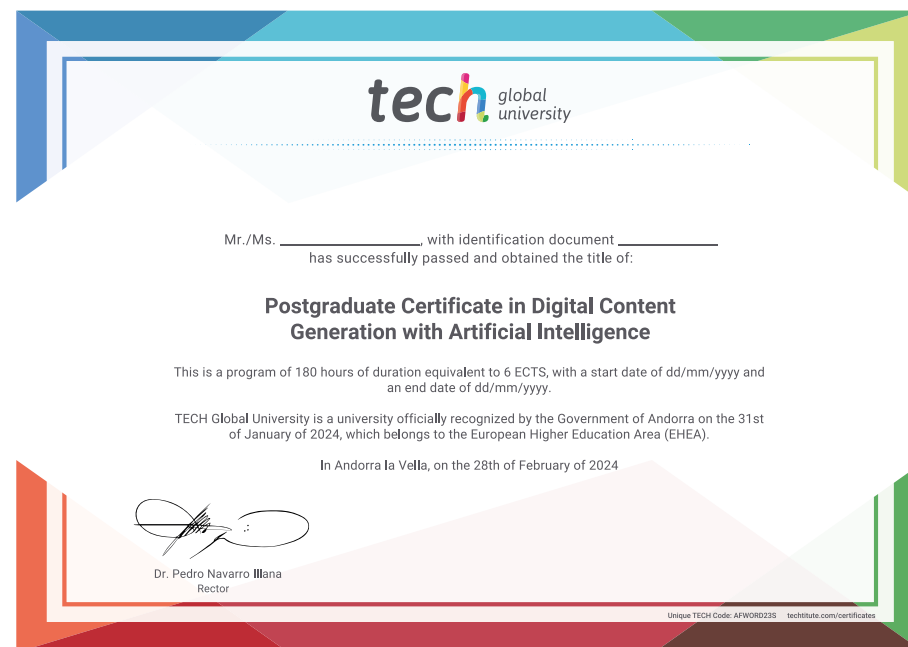 tech global
university
Mr./Ms. ____________________, with identification document ______________
has successfully passed and obtained the title of:
Postgraduate Certificate in Digital Content
Generation with Artificial Intelligence
This is a program of 180 hours of duration equivalent to 6 ECTS, with a start date of dd/mm/yyyy and
an end date of dd/mm/yyyy.
TECH Global University is a university officially recognized by the Government of Andorra on the 31st
of January of 2024, which belongs to the European Higher Education Area (EHEA).
In Andorra la Vella, on the 28th of February of 2024
Dr. Pedro Navarro Illana
Rector
Unique TECH Code: AFWORD23S techtitute.com/certificates